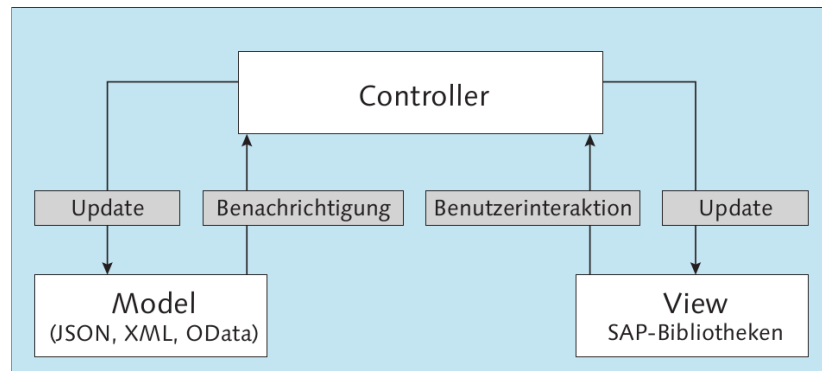 Controller
Update
Benachrichtigung
Benutzerinteraktion
Update
Model
(JSON, XML, OData)
View
SAP-Bibliotheken